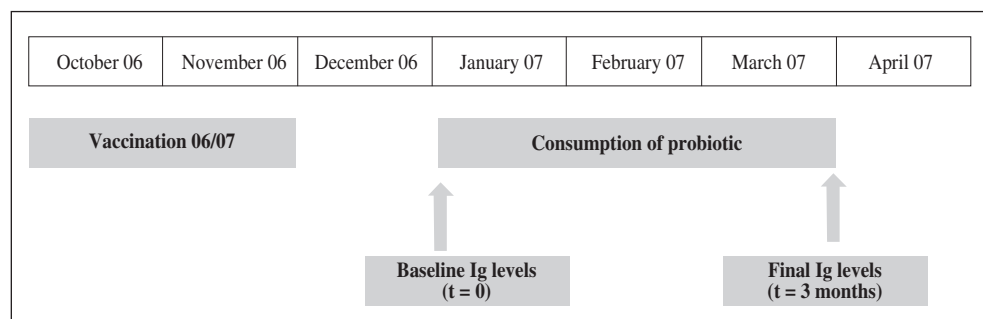 October 06 November 06 December 06 January 07 February 07 March 07 April 07
Vaccination 06/07 Consumption of probiotic
Baseline Ig levels
(t = 0)
Final Ig levels
(t = 3 months)